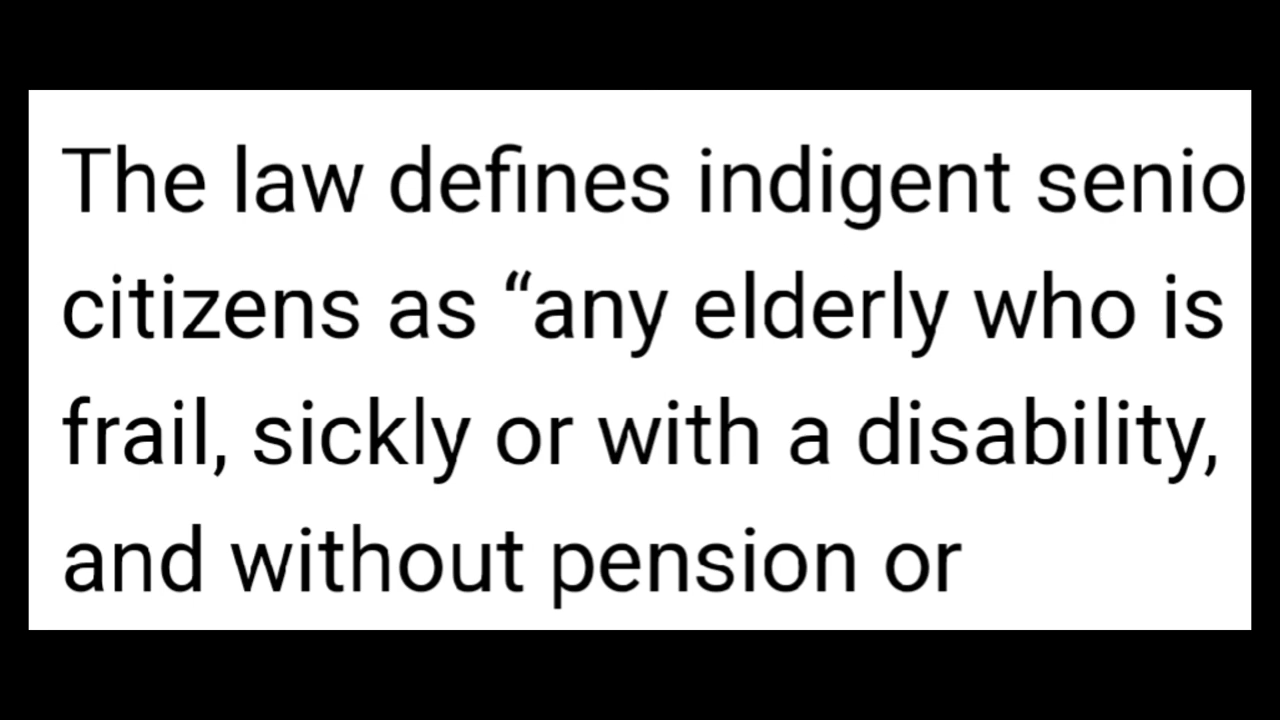 The law defines indigent senio
citizens as “any elderly who is
frail, sickly or with a disability,
and without pension or